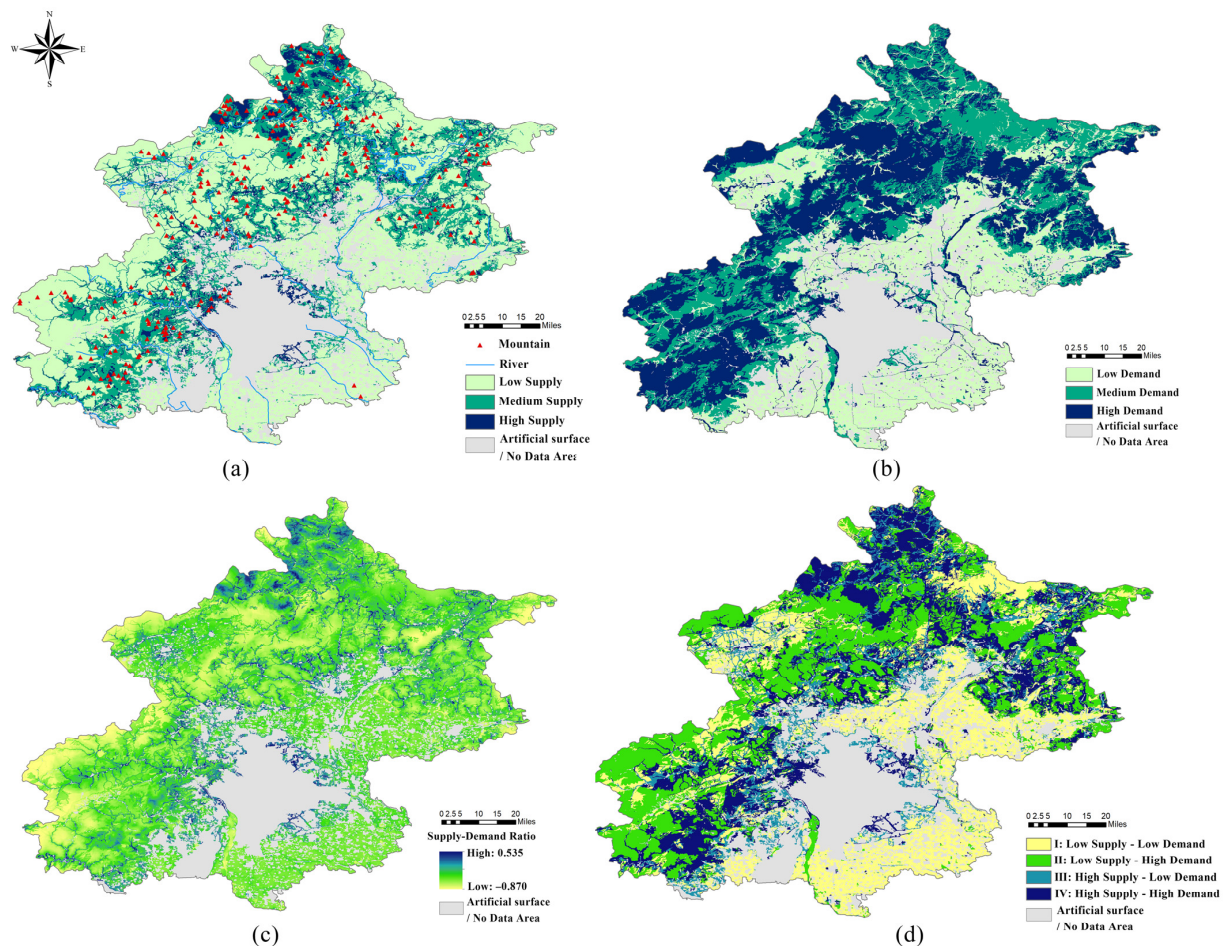 N
W E
S
0 2.5 5 10 15 20
Miles
Mountain
River
Low Supply
Medium Supply
High Supply
Artificial surface
/ No Data Area
(a)
0 2.5 5 10 15 20
Miles
Low Demand
Medium Demand
High Demand
Artificial surface
/ No Data Area
(b)
0 2.5 5 10 15 20
Miles
Supply-Demand Ratio
High: 0.535
Low: –0.870
Artificial surface
/ No Data Area
(c)
0 2.5 5 10 15 20
Miles
I: Low Supply - Low Demand
II: Low Supply - High Demand
III: High Supply - Low Demand
IV: High Supply - High Demand
Artificial surface
/ No Data Area
(d)